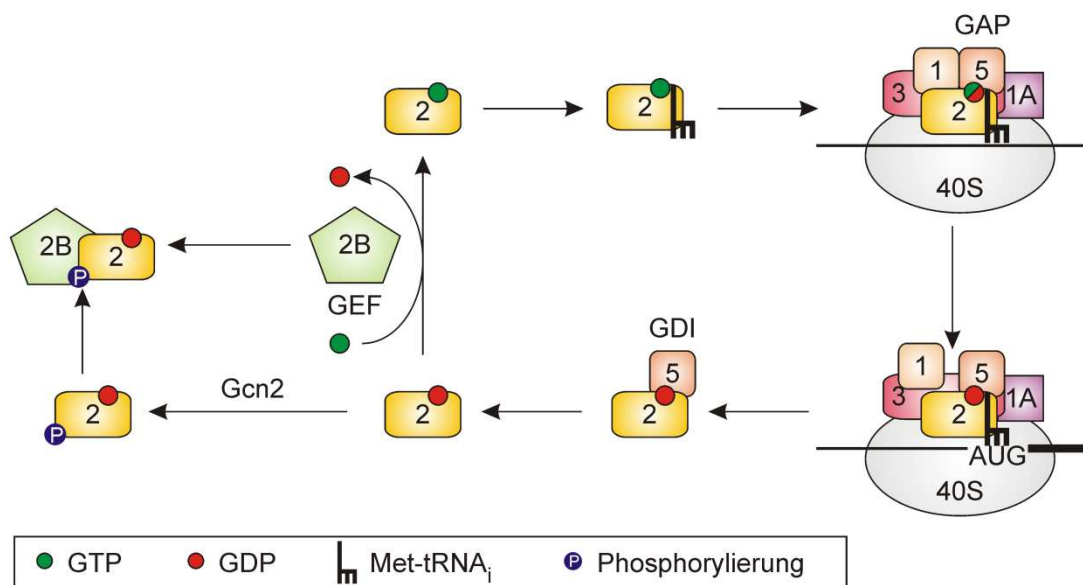 GAP
1 5
3 2 1A
40S
2
2
2B 2
P
2B
GEF
GDI
5
2
1 5
3 2 1A
AUG
40S
Gcn2
2
P
2
GTP GDP Met-tRNAi P Phosphorylierung